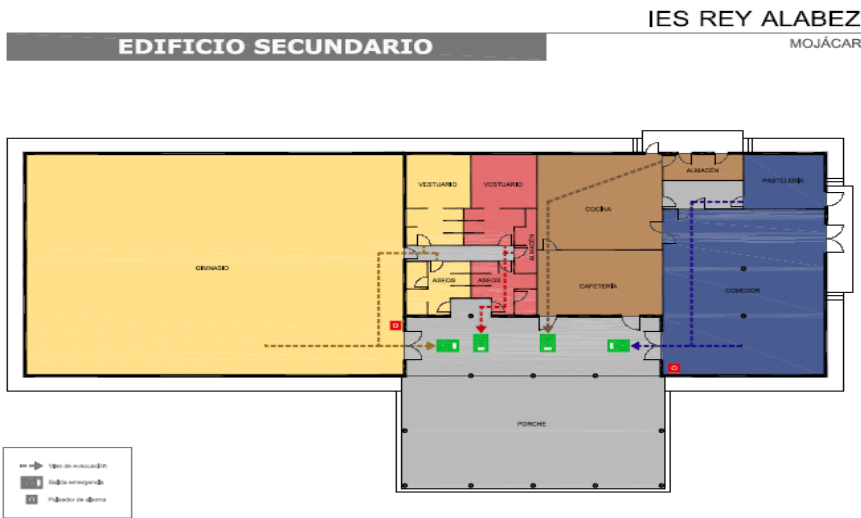 IES REY ALABEZ
EDIFICIO SECUNDARIO
MOJÁCAR
ALMACÉN
VESTUARIO
VESTUARIO
PASTELERÍA
COCINA
ALMACÉN
GIMNASIO
ASEOS
ASEOS
CAFETERÍA
COMEDOR
PORCHE
Vías de evacuación
Salida emergencia
Pulsador de alarma